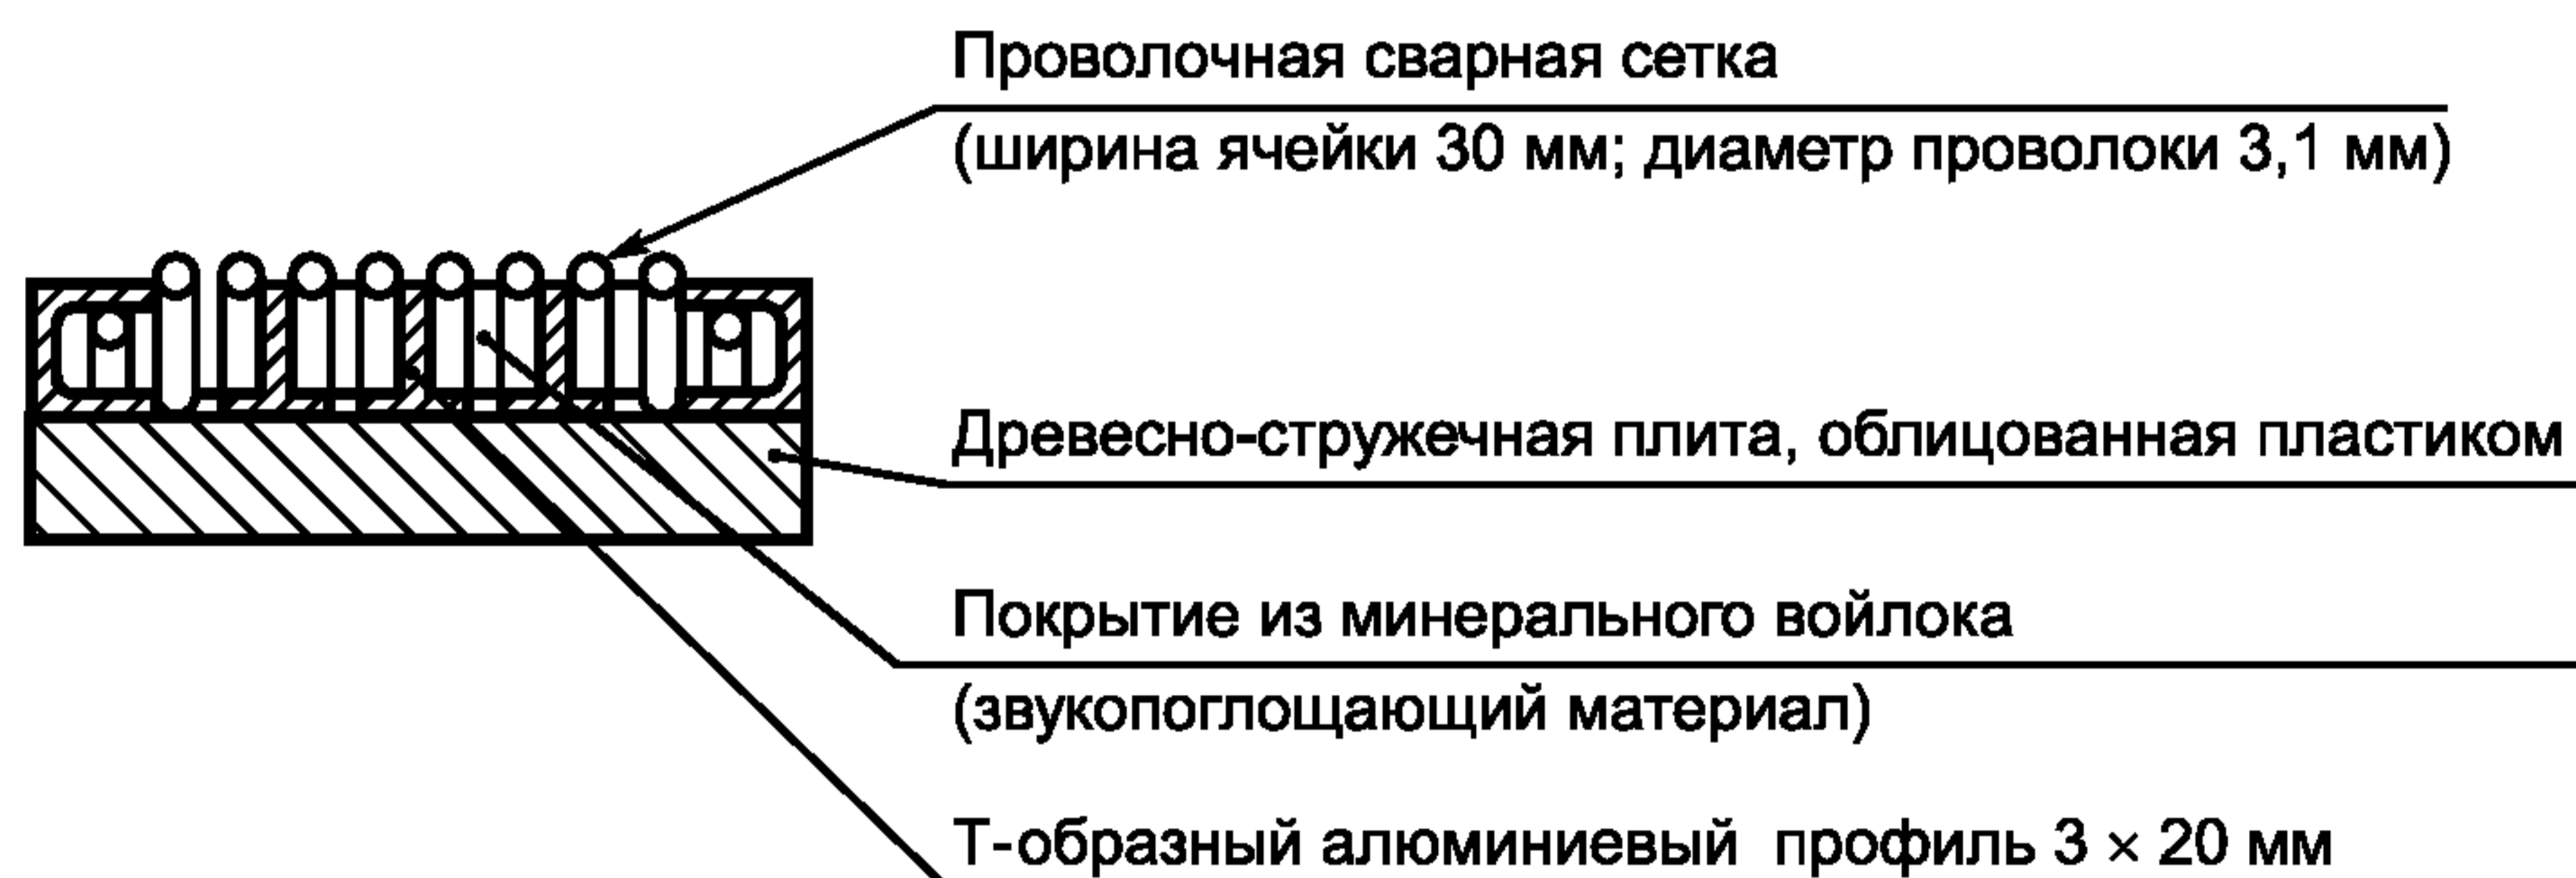 Проволочная сварная сетка
(ширина ячейки 30 мм; диаметр проволоки 3,1 мм)
Древесно-стружечная плита, облицованная пластиком
Покрытие из минерального войлока
(звукопоглощающий материал)
Т-образный алюминиевый профиль 3 × 20 мм